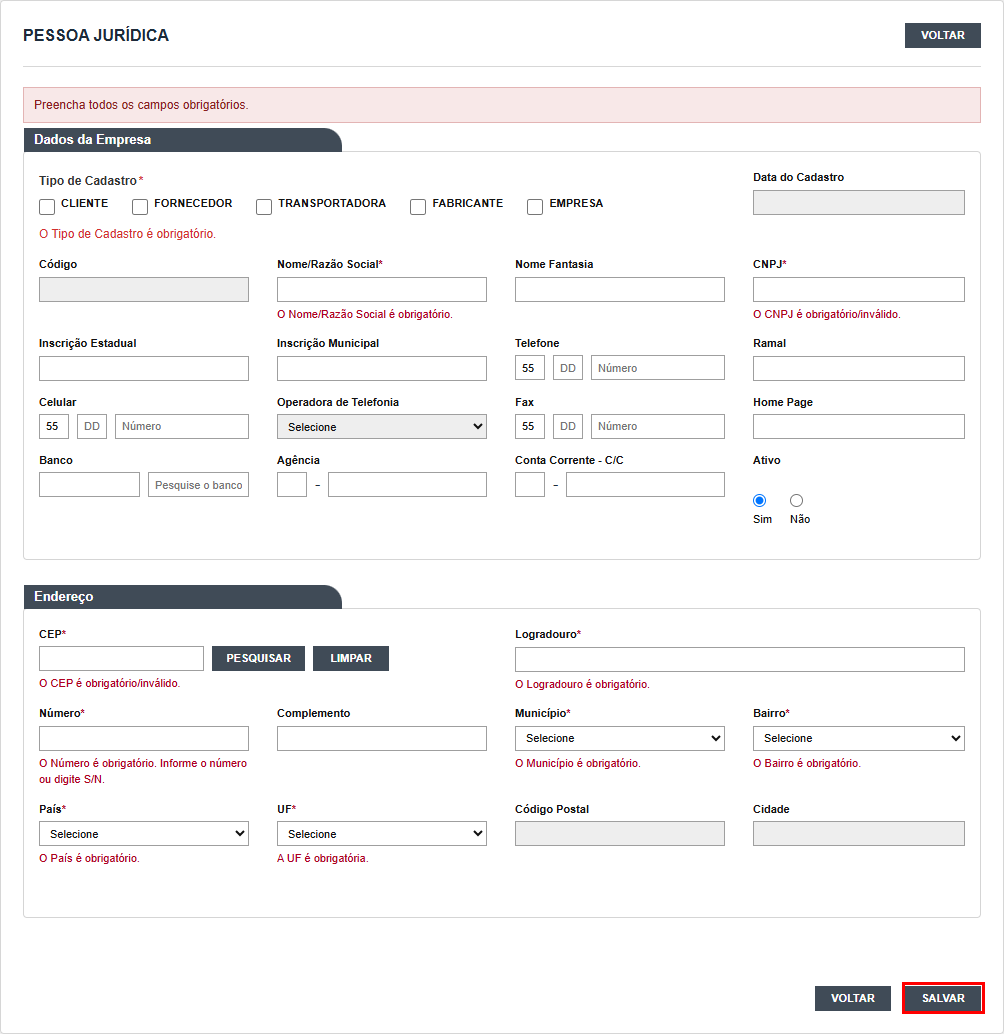 PESSOA JURÍDICA
VOLTAR
Preencha todos os campos obrigatórios.
Dados da Empresa
Tipo de Cadastro* Data do Cadastro
CLIENTE FORNECEDOR TRANSPORTADORA FABRICANTE EMPRESA
O Tipo de Cadastro é obrigatório.
Código Nome/Razão Social* Nome Fantasia CNPJ*
O Nome/Razão Social é obrigatório. O CNPJ é obrigatório/inválido.
Inscrição Estadual Inscrição Municipal Telefone Ramal
55 DD Número
Celular Operadora de Telefonia Fax Home Page
55 DD Número Selecione 55 DD Número
Banco Agência Conta Corrente - C/C Ativo
Pesquise o banco - -
Sim Não
Endereço
CEP* Logradouro*
PESQUISAR LIMPAR
O CEP é obrigatório/inválido. O Logradouro é obrigatório.
Número* Complemento Município* Bairro*
Selecione Selecione
O Número é obrigatório. Informe o número O Município é obrigatório. O Bairro é obrigatório.
ou digite S/N.
País* UF* Código Postal Cidade
Selecione Selecione
O País é obrigatório. A UF é obrigatória.
VOLTAR SALVAR